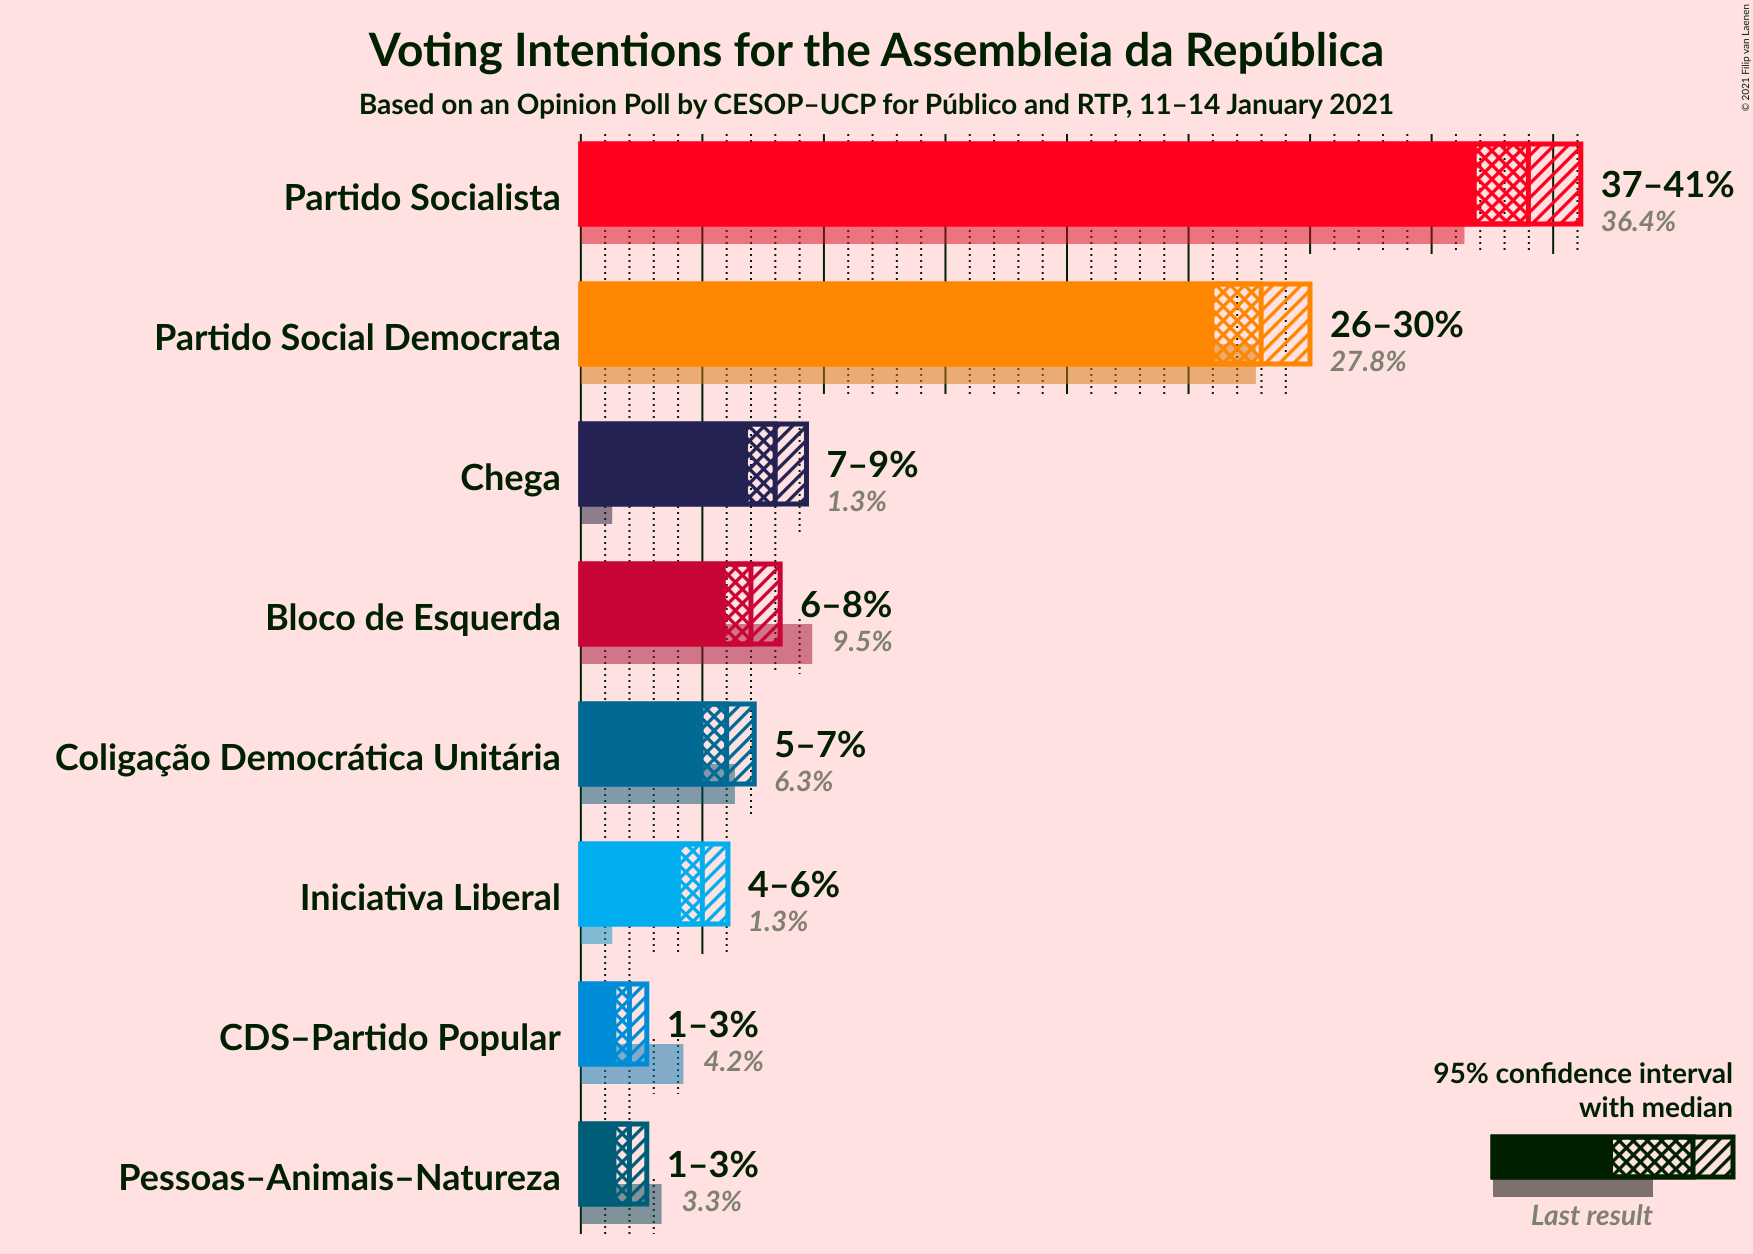 Voting Intentions for the Assembleia da República
Based on an Opinion Poll by CESOP–UCP for Público and RTP, 11–14 January 2021
© 2021 Filip van Laenen
Partido Socialista
37–41%
36.4%
Partido Social Democrata
26–30%
27.8%
Chega
7–9%
1.3%
Bloco de Esquerda
6–8%
9.5%
Coligação Democrática Unitária
5–7%
6.3%
Iniciativa Liberal
4–6%
1.3%
CDS–Partido Popular
1–3%
4.2%
Pessoas–Animais–Natureza
1–3%
3.3%
95% confidence interval
with median
Last result